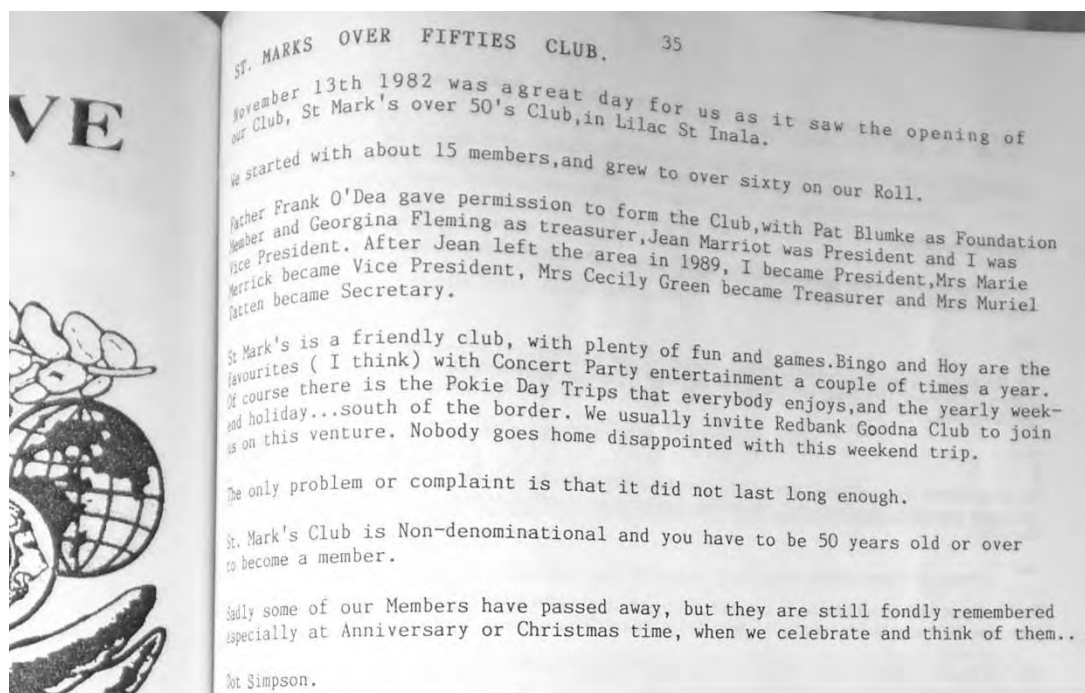 VE
ST. MARKS OVER FIFTIES CLUB. 35
November 13th 1982 was agreat day for us as it saw the opening of
our Club, St Mark's over 50's Club,in Lilac St Inala.
We started with about 15 members,and grew to over sixty on our Roll.
Father Frank O'Dea gave permission to form the Club,with Pat Blumke as Foundation
Member and Georgina Fleming as treasurer,Jean Marriot was President and I was
Vice President. After Jean left the area in 1989, I became President,Mrs Marie
Merrick became Vice President, Mrs Cecily Green became Treasurer and Mrs Muriel
Tatten became Secretary.
St Mark's is a friendly club, with plenty of fun and games.Bingo and Hoy are the
favourites ( I think) with Concert Party entertainment a couple of times a year.
Of course there is the Pokie Day Trips that everybody enjoys,and the yearly week-
end holiday...south of the border. We usually invite Redbank Goodna Club to join
us on this venture. Nobody goes home disappointed with this weekend trip.
The only problem or complaint is that it did not last long enough.
St. Mark's Club is Non-denominational and you have to be 50 years old or over
to become a member.
Sadly some of our Members have passed away, but they are still fondly remembered
especially at Anniversary or Christmas time, when we celebrate and think of them..
Dot Simpson.